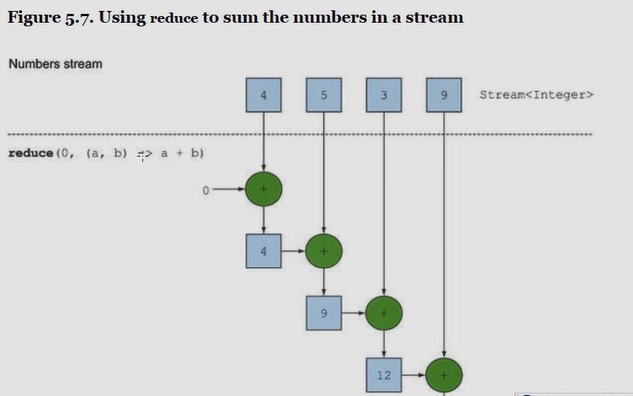 Figure 5.7. Using reduce to sum the numbers in a stream
Numbers stream
4 5 3 9 Stream<Integer>
reduce(0, (a, b) => a + b)
0 +
4 +
9 +
12 +